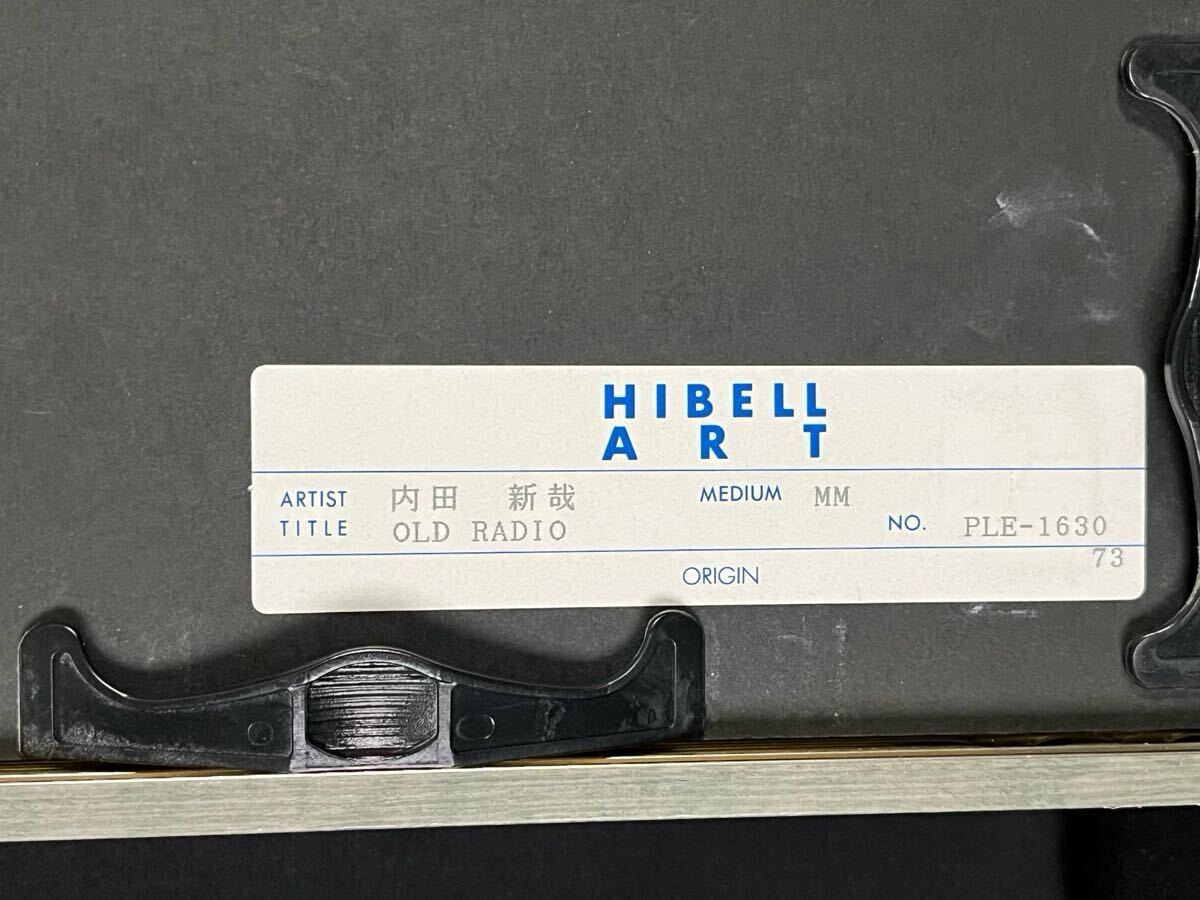 HIBELL
ART
ARTIST 内田 新哉 MEDIUM MM
TITLE OLD RADIO NO. PLE-1630
73
ORIGIN